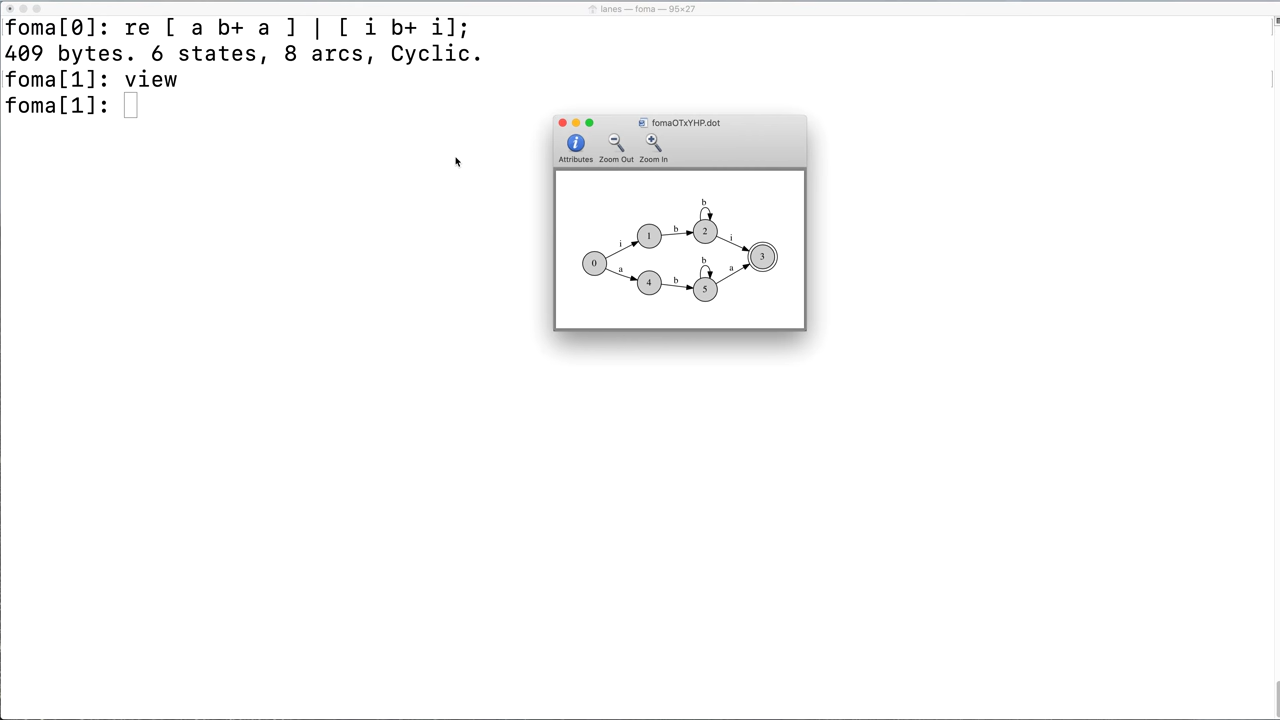 lanes — foma — 95×27
foma[0]: re [ a b+ a ] | [ i b+ i];
409 bytes. 6 states, 8 arcs, Cyclic.
foma[1]: view
foma[1]:
fomaOTxYHP.dot
Attributes Zoom Out Zoom In
b
1 b 2
i i
0 b 3
a a
4 b 5